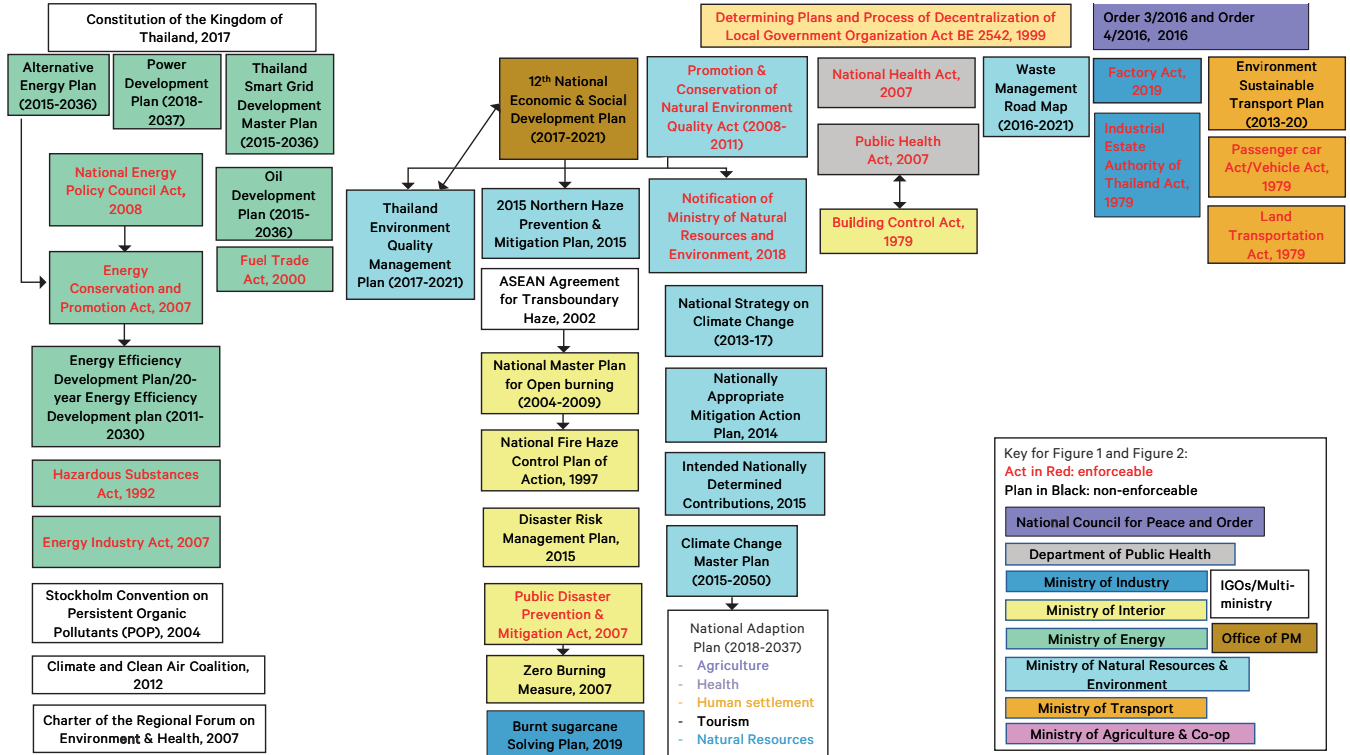 Constitution of the Kingdom of
Thailand, 2017
Determining Plans and Process of Decentralization of
Local Government Organization Act BE 2542, 1999
Order 3/2016 and Order
4/2016, 2016
Alternative
Energy Plan
(2015-2036)
Power
Development
Plan (2018-
2037)
Thailand
Smart Grid
Development
Master Plan
(2015-2036)
National Energy
Policy Council Act,
2008
Oil
Development
Plan (2015-
2036)
Energy
Conservation and
Promotion Act, 2007
Fuel Trade
Act, 2000
Energy Efficiency
Development Plan/20-
year Energy Efficiency
Development plan (2011-
2030)
Hazardous Substances
Act, 1992
Energy Industry Act, 2007
Stockholm Convention on
Persistent Organic
Pollutants (POP), 2004
Climate and Clean Air Coalition,
2012
Charter of the Regional Forum on
Environment & Health, 2007
12th National
Economic & Social
Development Plan
(2017-2021)
Thailand
Environment
Quality
Management
Plan (2017-2021)
2015 Northern Haze
Prevention &
Mitigation Plan, 2015
ASEAN Agreement
for Transboundary
Haze, 2002
National Master Plan
for Open burning
(2004-2009)
National Fire Haze
Control Plan of
Action, 1997
Disaster Risk
Management Plan,
2015
Public Disaster
Prevention &
Mitigation Act, 2007
Zero Burning
Measure, 2007
Burnt sugarcane
Solving Plan, 2019
Promotion &
Conservation of
Natural Environment
Quality Act (2008-
2011)
Notification of
Ministry of Natural
Resources and
Environment, 2018
National Strategy on
Climate Change
(2013-17)
Nationally
Appropriate
Mitigation Action
Plan, 2014
Intended Nationally
Determined
Contributions, 2015
Climate Change
Master Plan
(2015-2050)
National Adaption
Plan (2018-2037)
- Agriculture
- Health
- Human settlement
- Tourism
- Natural Resources
National Health Act,
2007
Public Health
Act, 2007
Building Control Act,
1979
Waste
Management
Road Map
(2016-2021)
Factory Act,
2019
Industrial
Estate
Authority of
Thailand Act,
1979
Environment
Sustainable
Transport Plan
(2013-20)
Passenger car
Act/Vehicle Act,
1979
Land
Transportation
Act, 1979
Key for Figure 1 and Figure 2:
Act in Red: enforceable
Plan in Black: non-enforceable
National Council for Peace and Order
Department of Public Health
Ministry of Industry
IGOs/Multi-
ministry
Ministry of Interior
Ministry of Energy
Office of PM
Ministry of Natural Resources &
Environment
Ministry of Transport
Ministry of Agriculture & Co-op